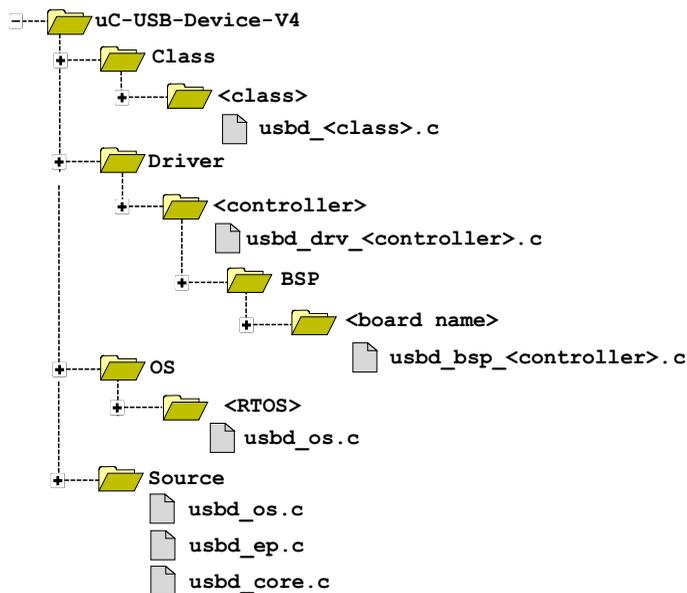 uC-USB-Device-V4
Class
<class>
usbd_<class>.c
Driver
<controller>
usbd_drv_<controller>.c
BSP
<board name>
usbd_bsp_<controller>.c
OS
<RTOS>
usbd_os.c
Source
usbd_os.c
usbd_ep.c
usbd_core.c